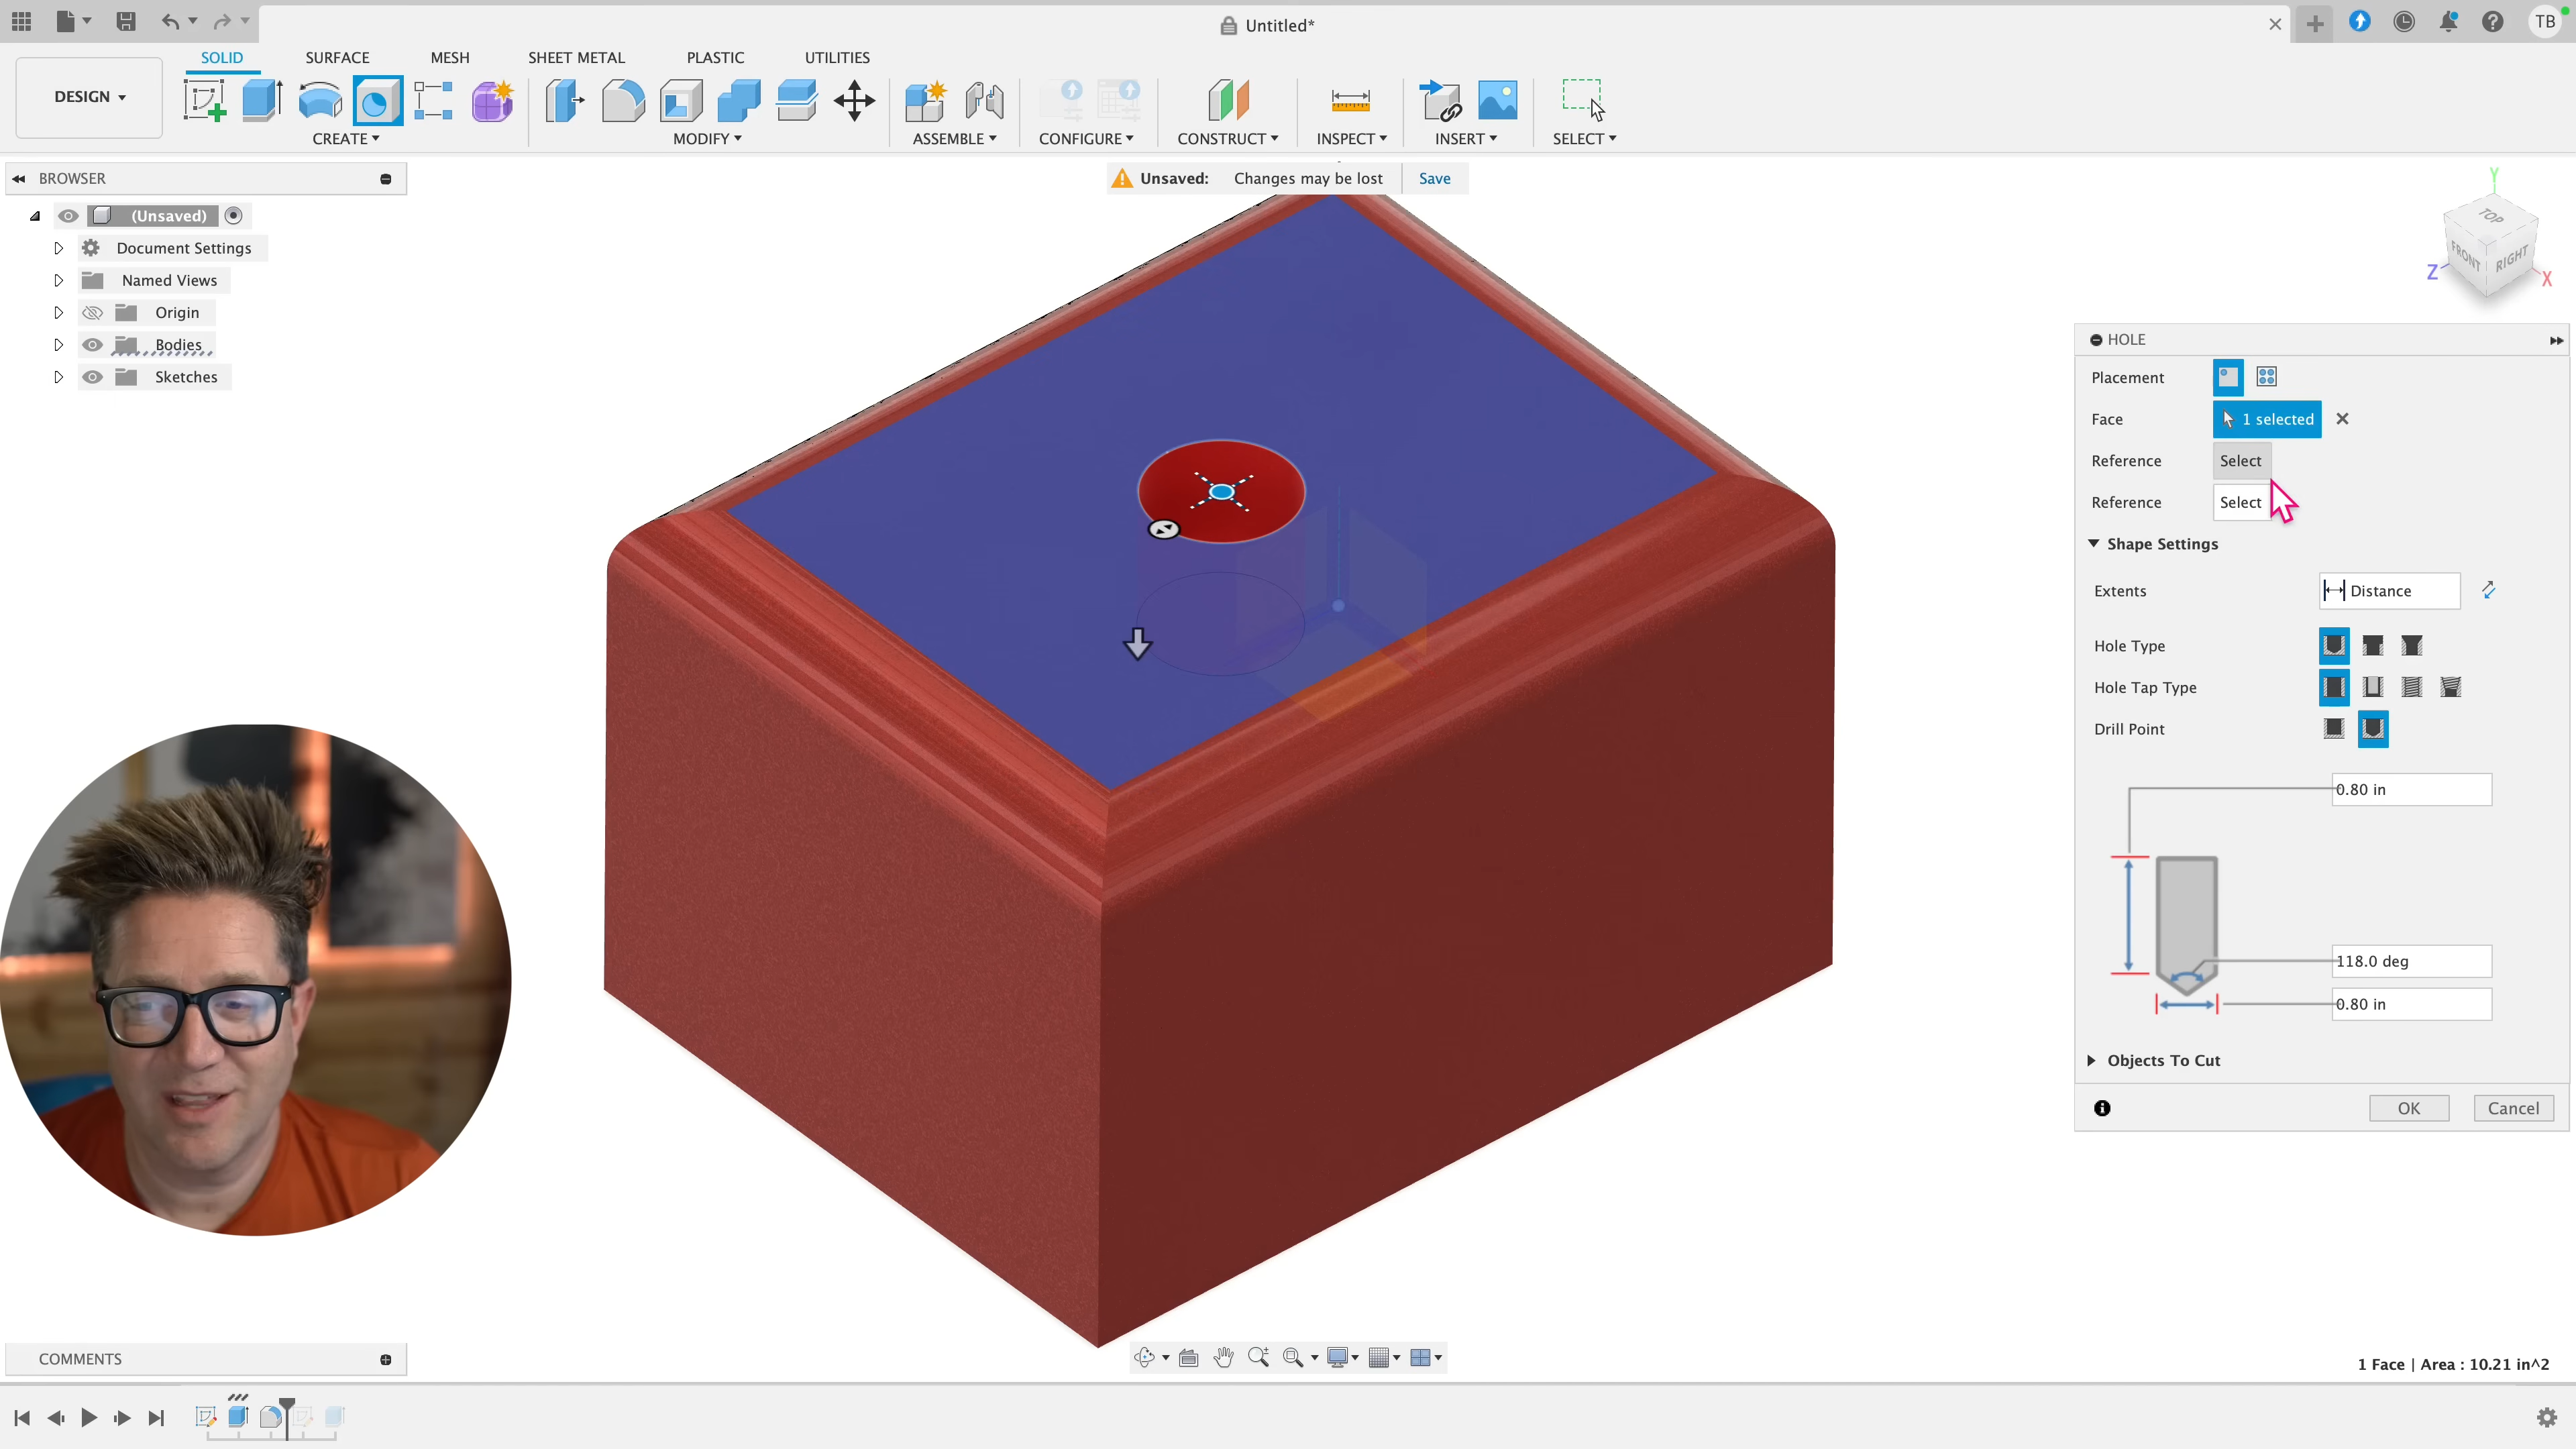 Untitled*
TB
SOLID
SURFACE
MESH
SHEET METAL
PLASTIC
UTILITIES
DESIGN
CREATE
MODIFY
ASSEMBLE
CONFIGURE
CONSTRUCT
INSPECT
INSERT
SELECT
BROWSER
Unsaved: Changes may be lost Save
(Unsaved)
Document Settings
Named Views
Origin
Bodies
Sketches
Y
TOP
FRONT
RIGHT
Z
X
HOLE
Placement
Face 1 selected
Reference Select
Reference Select
Shape Settings
Extents Distance
Hole Type
Hole Tap Type
Drill Point
0.80 in
118.0 deg
0.80 in
Objects To Cut
OK Cancel
COMMENTS
1 Face | Area : 10.21 in^2